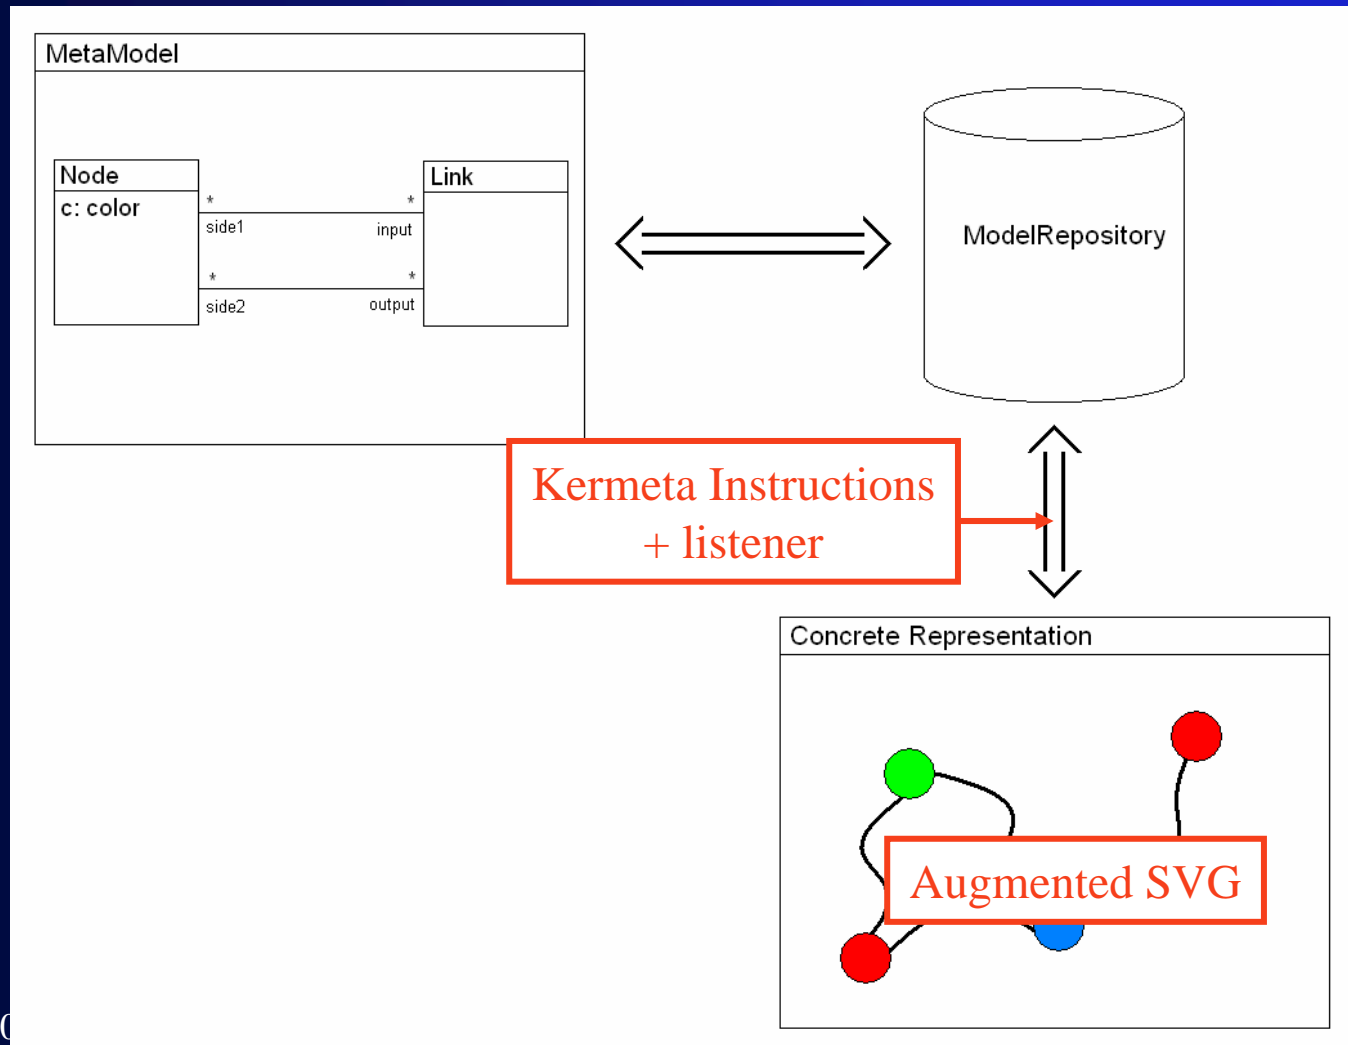 MetaModel
Node
c: color
Link
*
*
side1
input
*
*
side2
output
ModelRepository
Kermeta Instructions
+ listener
Concrete Representation
Augmented SVG